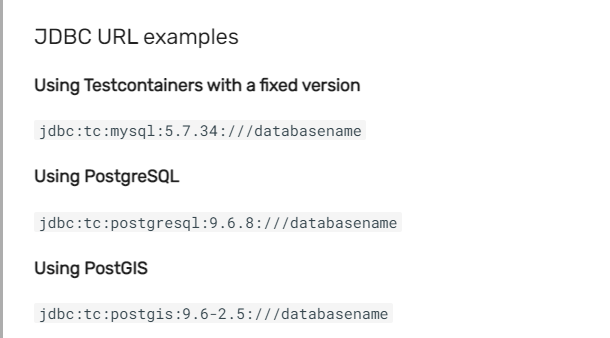 JDBC URL examples
Using Testcontainers with a fixed version
jdbc:tc:mysql:5.7.34:///databasename
Using PostgreSQL
jdbc:tc:postgresql:9.6.8:///databasename
Using PostGIS
jdbc:tc:postgis:9.6-2.5:///databasename